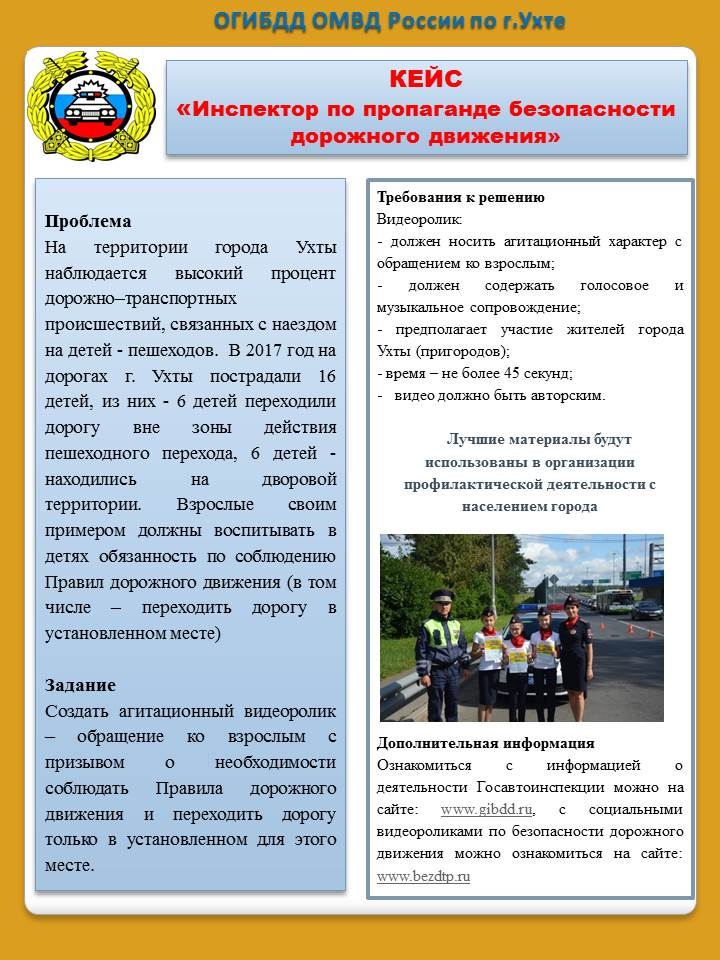 ОГИБДД ОМВД России по г.Ухте
КЕЙС
«Инспектор по пропаганде безопасности
дорожного движения»
Проблема
На территории города Ухты
наблюдается высокий процент
дорожно–транспортных
происшествий, связанных с наездом
на детей - пешеходов. В 2017 год на
дорогах г. Ухты пострадали 16
детей, из них - 6 детей переходили
дорогу вне зоны действия
пешеходного перехода, 6 детей -
находились на дворовой
территории. Взрослые своим
примером должны воспитывать в
детях обязанность по соблюдению
Правил дорожного движения (в том
числе – переходить дорогу в
установленном месте)
Задание
Создать агитационный видеоролик
– обращение ко взрослым с
призывом о необходимости
соблюдать Правила дорожного
движения и переходить дорогу
только в установленном для этого
месте.
Требования к решению
Видеоролик:
- должен носить агитационный характер с
обращением ко взрослым;
- должен содержать голосовое и
музыкальное сопровождение;
- предполагает участие жителей города
Ухты (пригородов);
- время – не более 45 секунд;
- видео должно быть авторским.
Лучшие материалы будут
использованы в организации
профилактической деятельности с
населением города
Дополнительная информация
Ознакомиться с информацией о
деятельности Госавтоинспекции можно на
сайте: www.gibdd.ru, с социальными
видеороликами по безопасности дорожного
движения можно ознакомиться на сайте:
www.bezdtp.ru